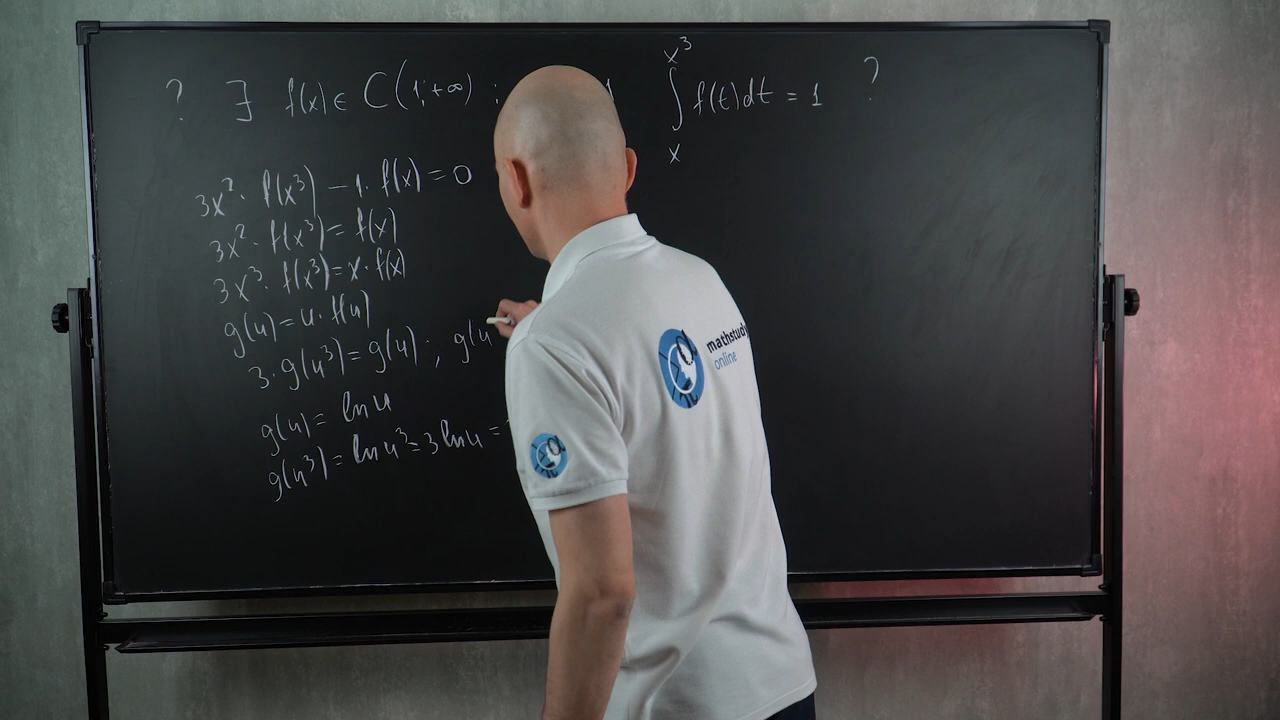 ? ∃ f(x) ∈ C(1;+∞) : 1 ∫ₓ^(x³) f(t)dt = 1 ?
3x²· f(x³) − 1· f(x) = 0
3x²· f(x³) = f(x)
3x³· f(x³) = x· f(x)
g(u) = u· f(u)
3· g(u³) = g(u) ; g(u
g(u) = ln u
g(u³) = ln u³ = 3 ln u =
mathstudy
online